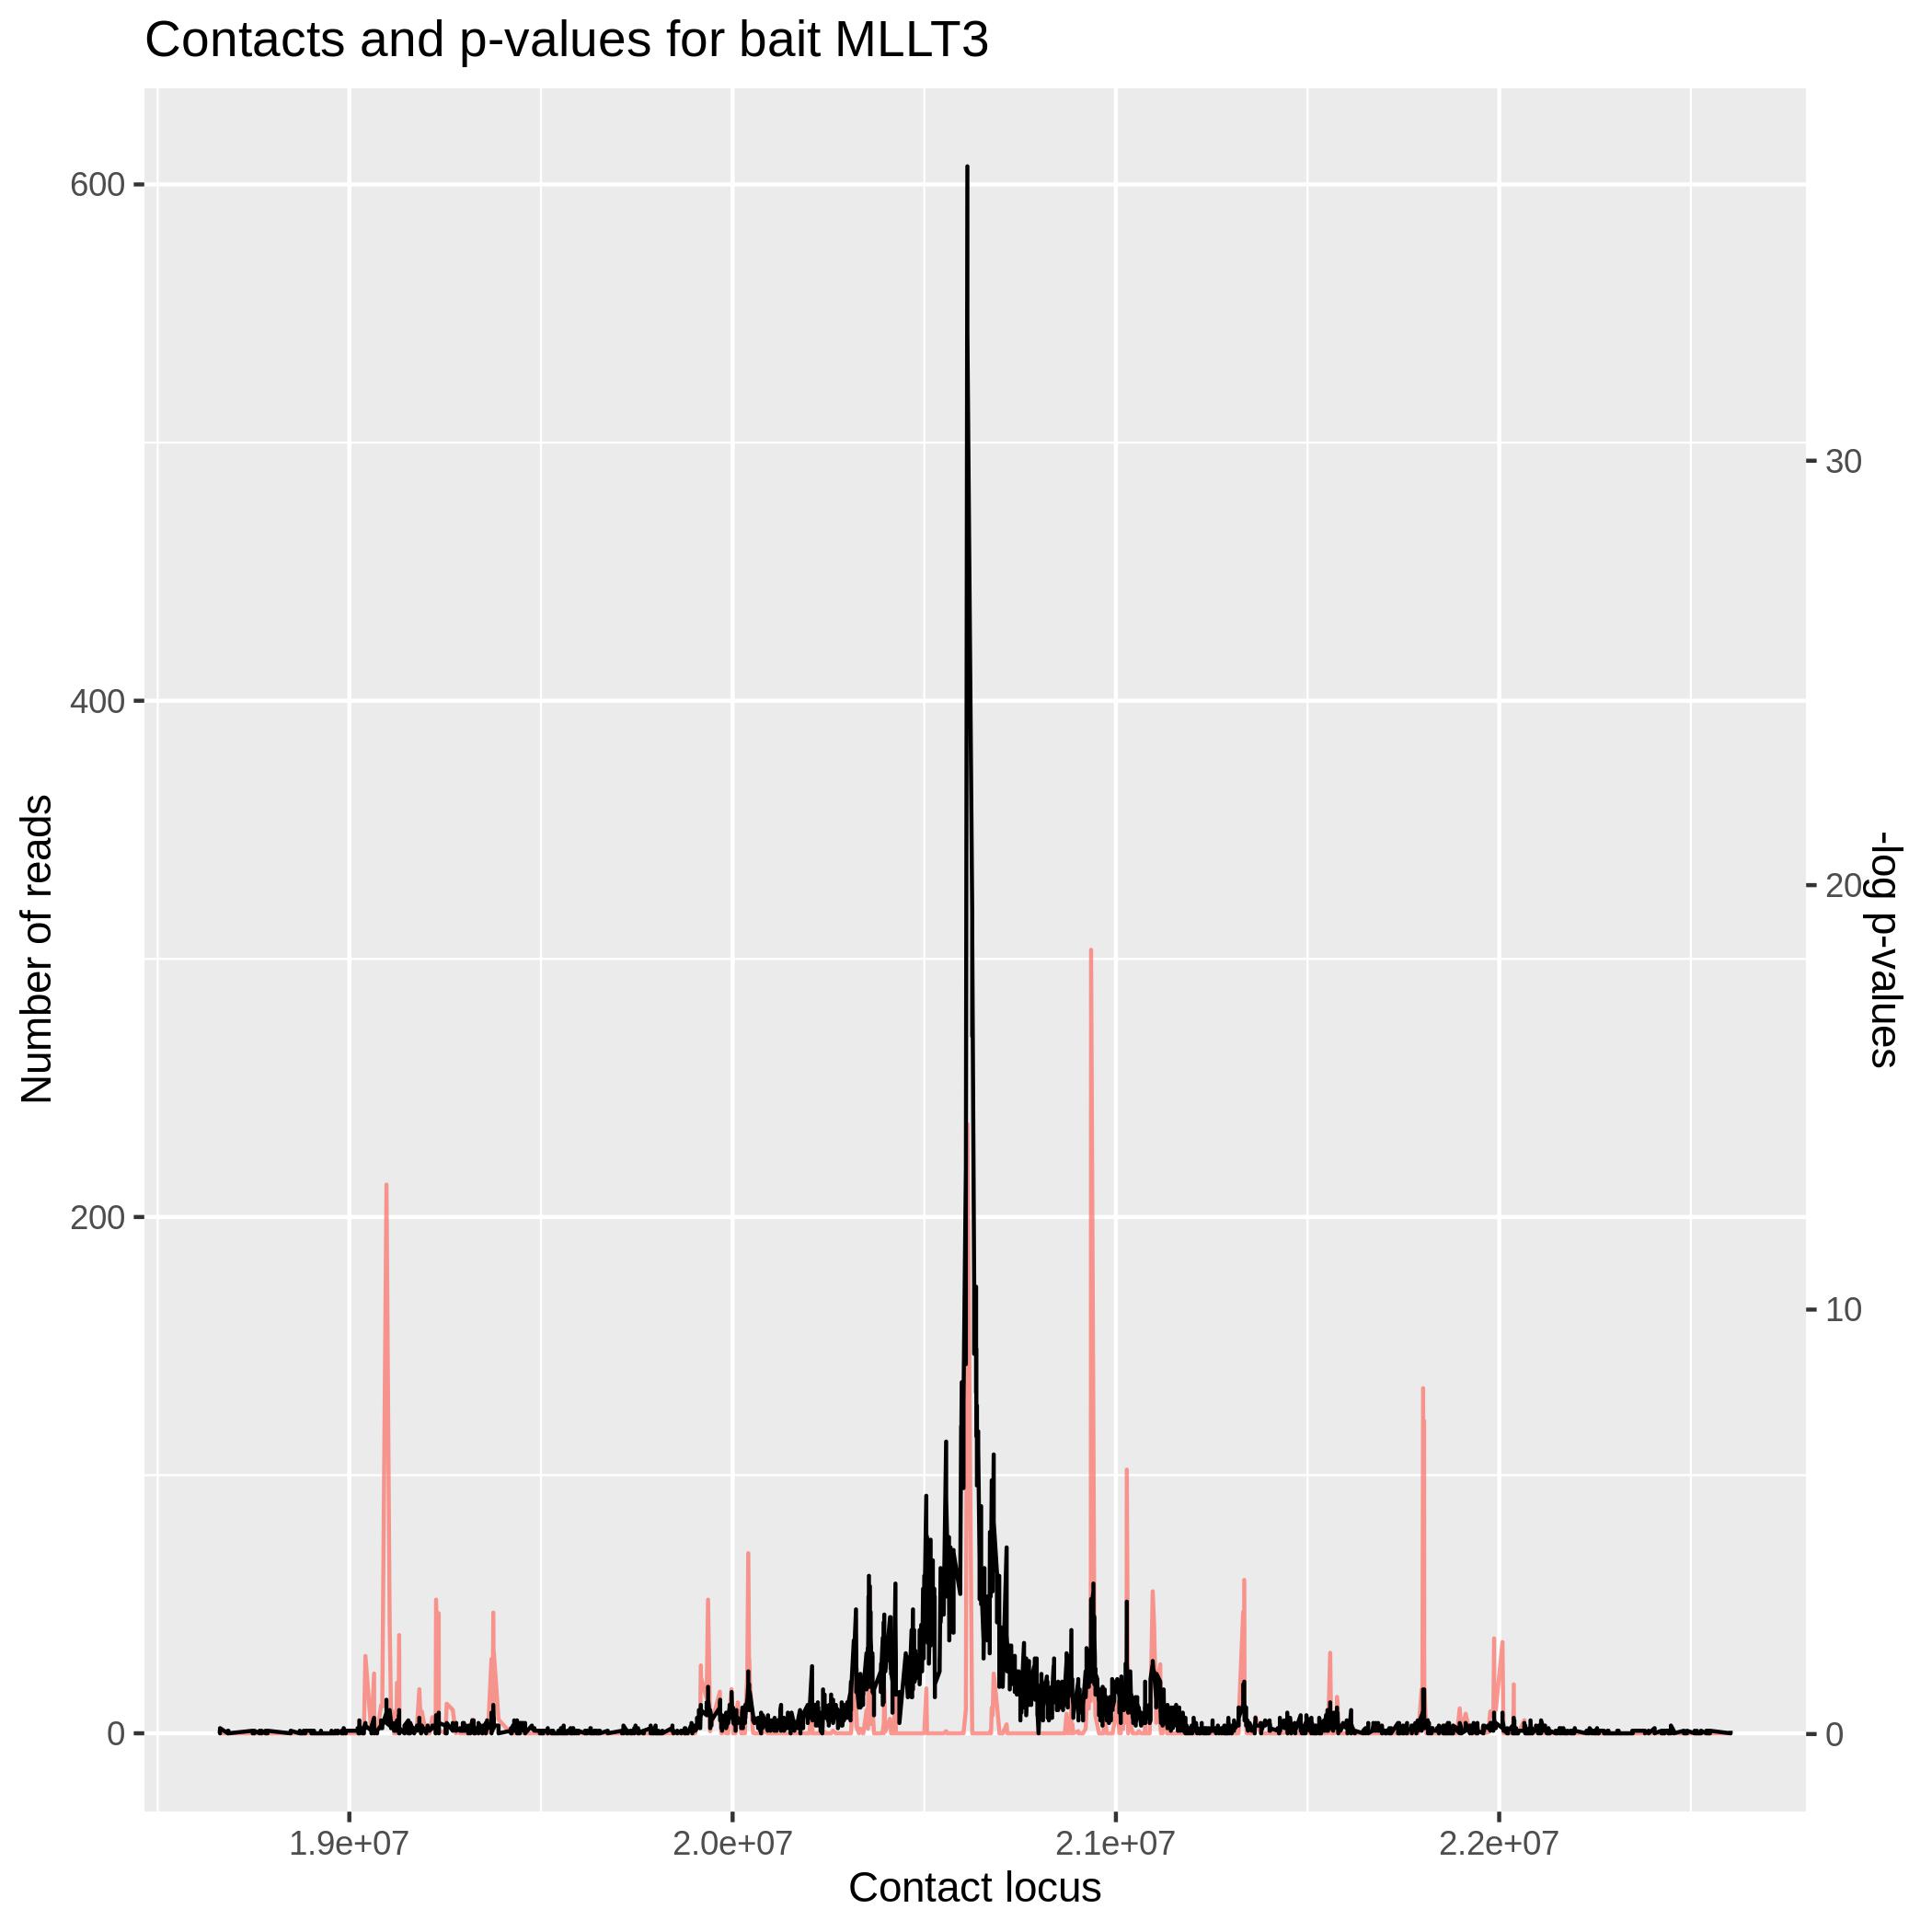 Contacts and p-values for bait MLLT3
600
400
200
0
Number of reads
30
20
10
0
-log p-values
1.9e+07
2.0e+07
2.1e+07
2.2e+07
Contact locus